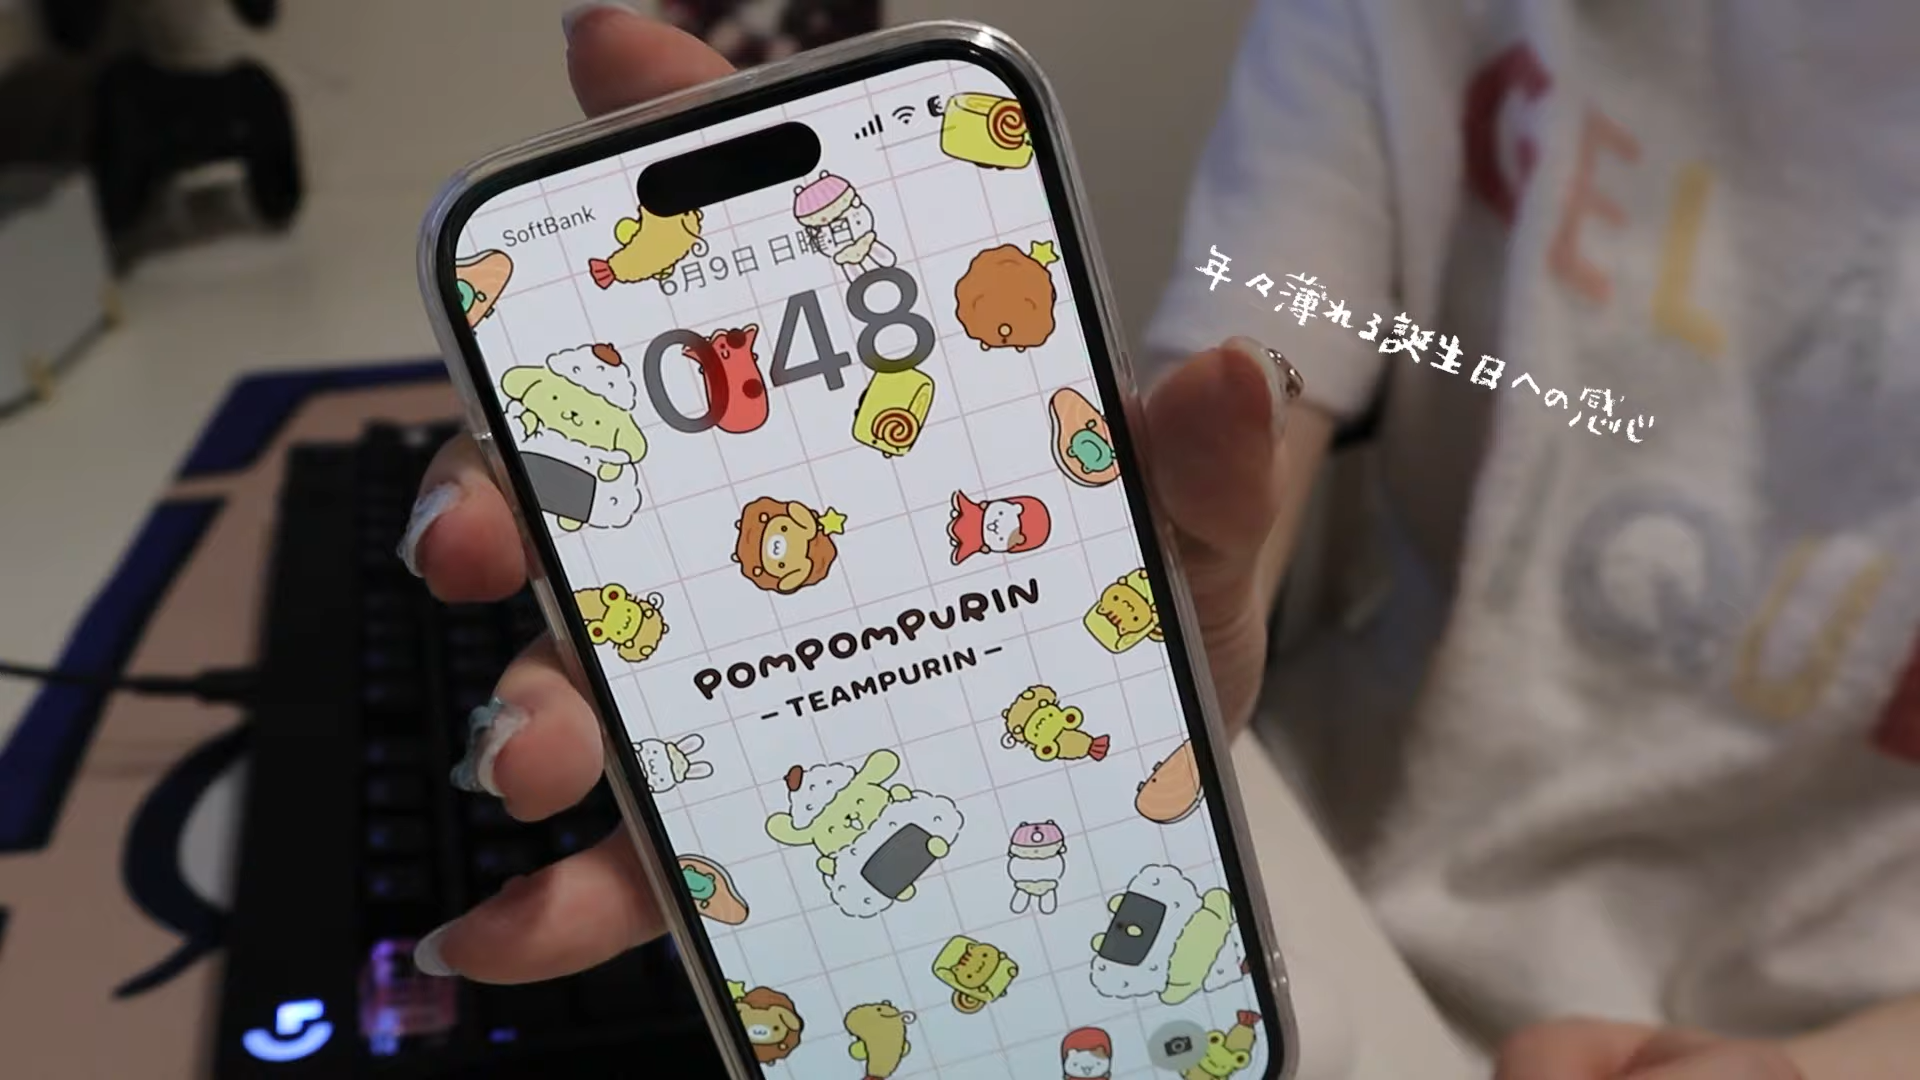 SoftBank
6月9日 日曜日
0:48
POMPOMPURIN
– TEAMPURIN –
年々薄れる誕生日への感心
GEL